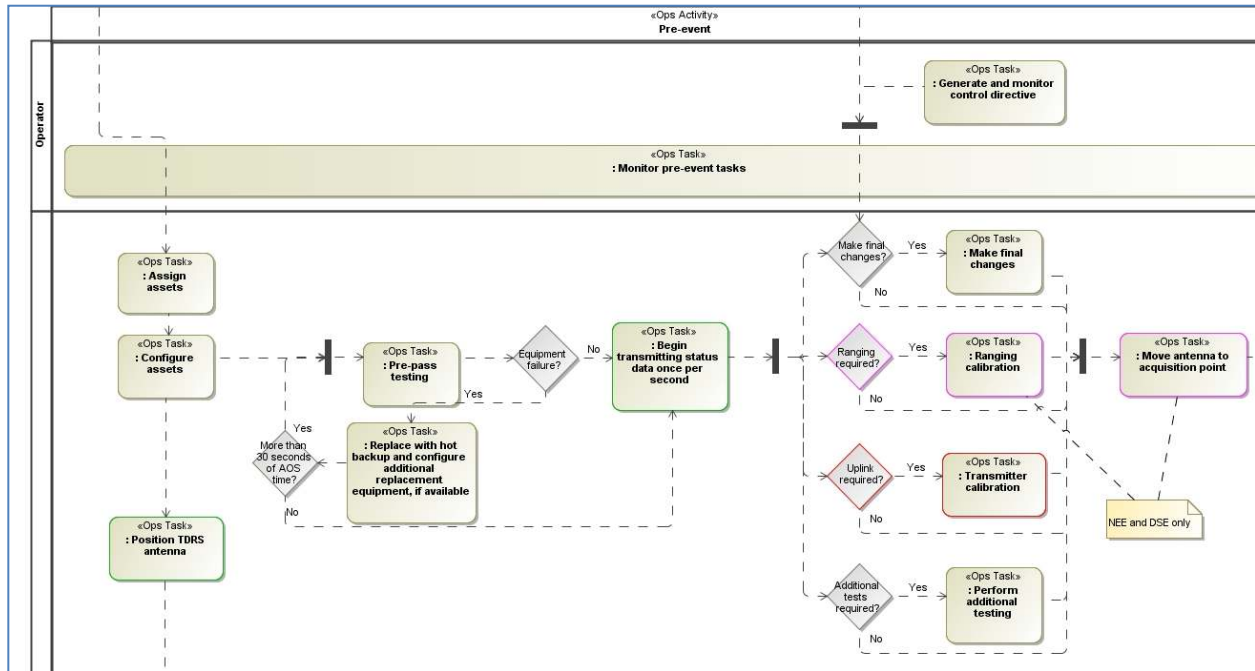 «Ops Activity»
Pre-event
Operator
«Ops Task»
: Generate and monitor
control directive
«Ops Task»
: Monitor pre-event tasks
«Ops Task»
: Assign
assets
«Ops Task»
: Configure
assets
«Ops Task»
: Pre-pass
testing
Equipment
failure?
No
Yes
«Ops Task»
: Replace with hot
backup and configure
additional
replacement
equipment, if available
More than
30 seconds
of AOS
time?
Yes
No
«Ops Task»
: Position TDRS
antenna
«Ops Task»
: Begin
transmitting status
data once per
second
Make final
changes?
Yes
No
«Ops Task»
: Make final
changes
Ranging
required?
Yes
No
«Ops Task»
: Ranging
calibration
«Ops Task»
: Move antenna to
acquisition point
Uplink
required?
Yes
No
«Ops Task»
: Transmitter
calibration
NEE and DSE only
Additional
tests
required?
Yes
No
«Ops Task»
: Perform
additional
testing